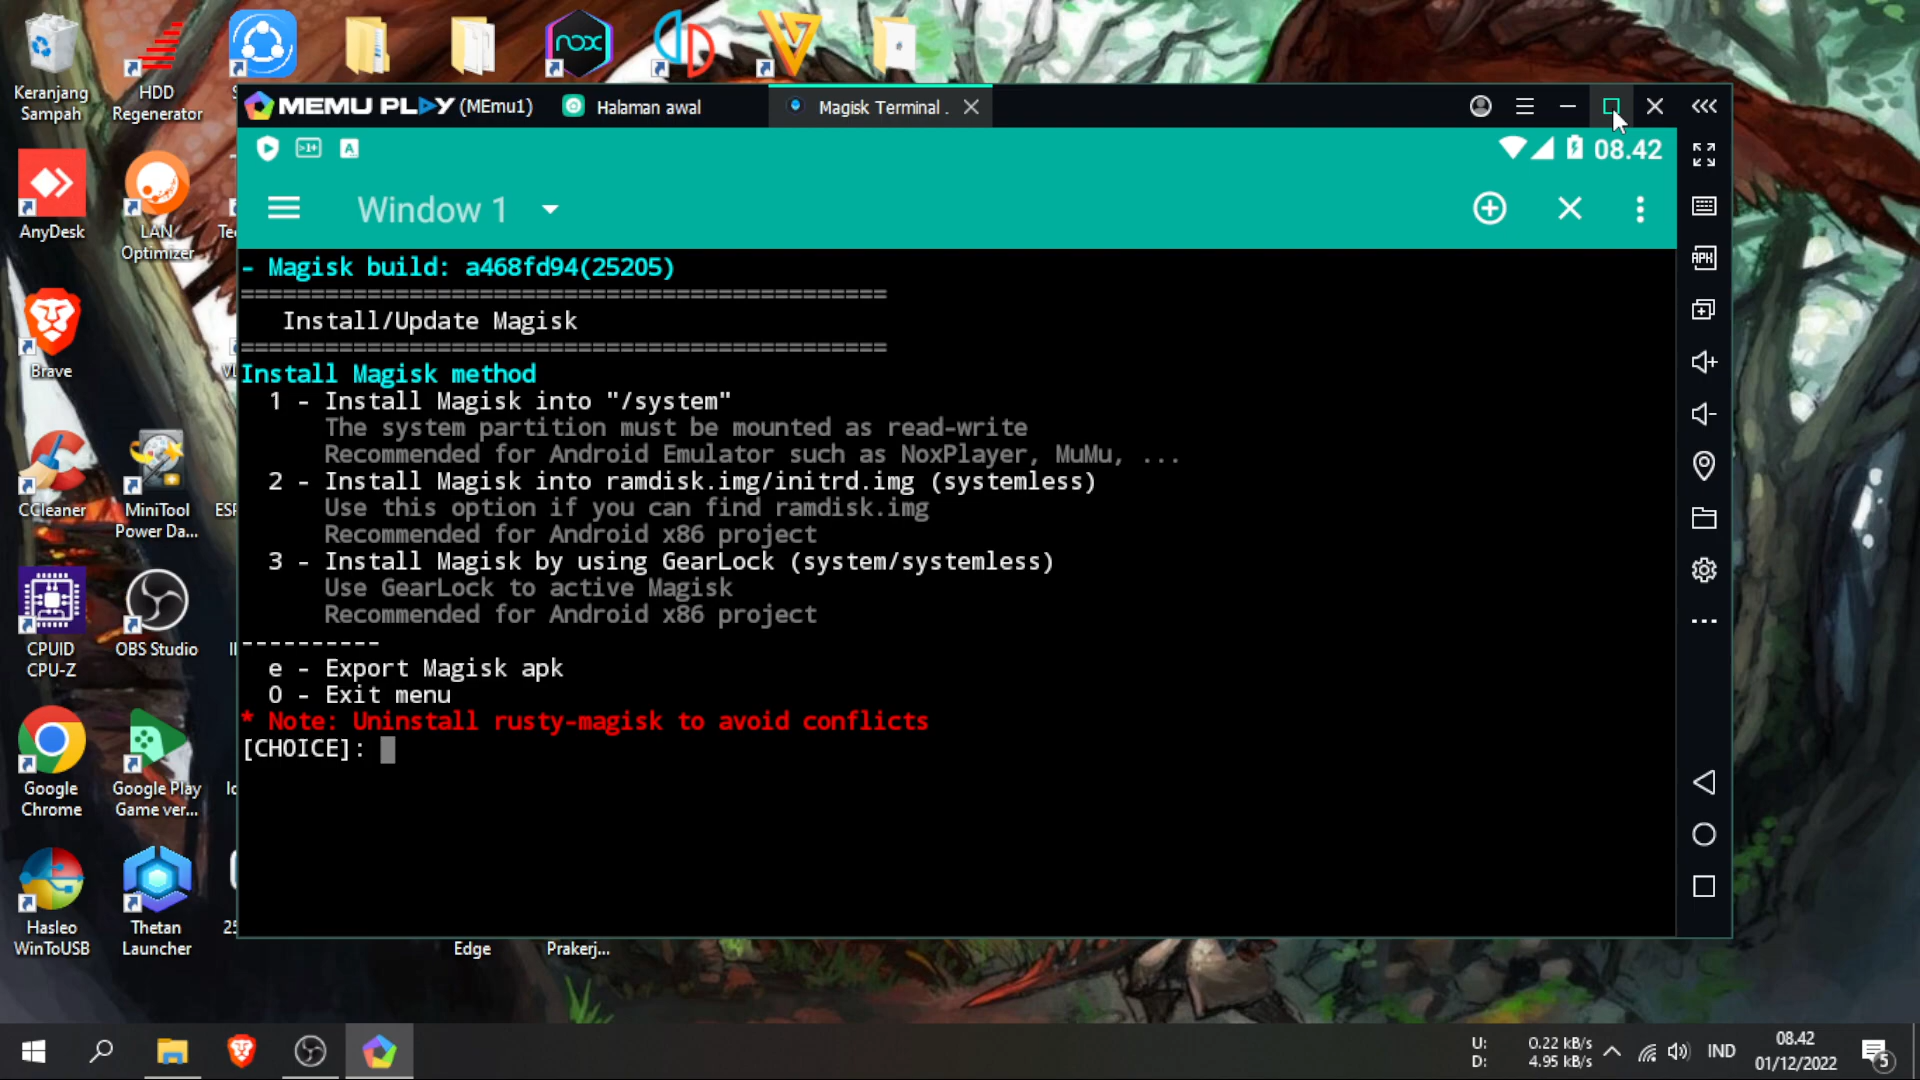 Keranjang
Sampah
HDD
Regenerator
nox
MEMU PLAY (MEmu1)
Halaman awal
Magisk Terminal .
08.42
Window 1
AnyDesk
LAN
Optimizer
Brave
CCleaner
MiniTool
Power Da...
CPUID
CPU-Z
OBS Studio
Google
Chrome
Google Play
Game ver...
Hasleo
WinToUSB
Thetan
Launcher
Edge
Prakerj...
- Magisk build: a468fd94(25205)
==============================================
Install/Update Magisk
==============================================
Install Magisk method
1 - Install Magisk into "/system"
The system partition must be mounted as read-write
Recommended for Android Emulator such as NoxPlayer, MuMu, ...
2 - Install Magisk into ramdisk.img/initrd.img (systemless)
Use this option if you can find ramdisk.img
Recommended for Android x86 project
3 - Install Magisk by using GearLock (system/systemless)
Use GearLock to active Magisk
Recommended for Android x86 project
----------
e - Export Magisk apk
0 - Exit menu
* Note: Uninstall rusty-magisk to avoid conflicts
[CHOICE]:
APK
U: 0.22 kB/s
D: 4.95 kB/s
IND
08.42
01/12/2022
5